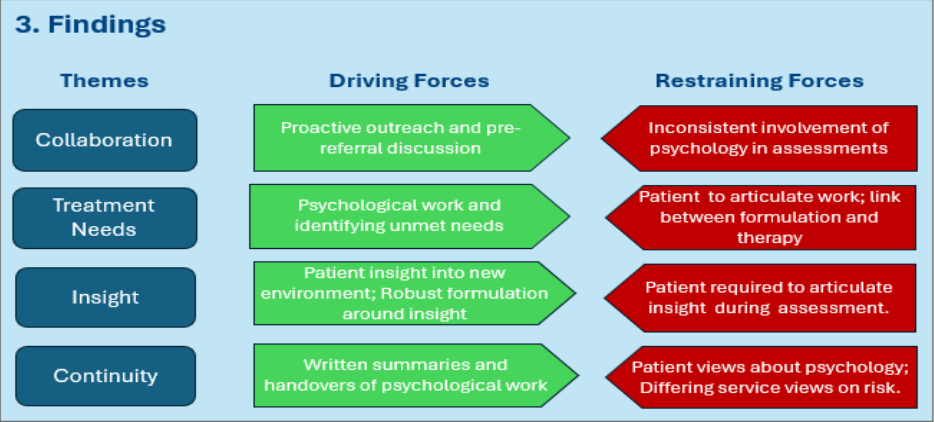 3. Findings
Themes
Driving Forces
Restraining Forces
Collaboration
Proactive outreach and pre-
referral discussion
Inconsistent involvement of
psychology in assessments
Treatment
Needs
Psychological work and
identifying unmet needs
Patient to articulate work; link
between formulation and
therapy
Insight
Patient insight into new
environment; Robust formulation
around insight
Patient required to articulate
insight during assessment.
Continuity
Written summaries and
handovers of psychological work
Patient views about psychology;
Differing service views on risk.